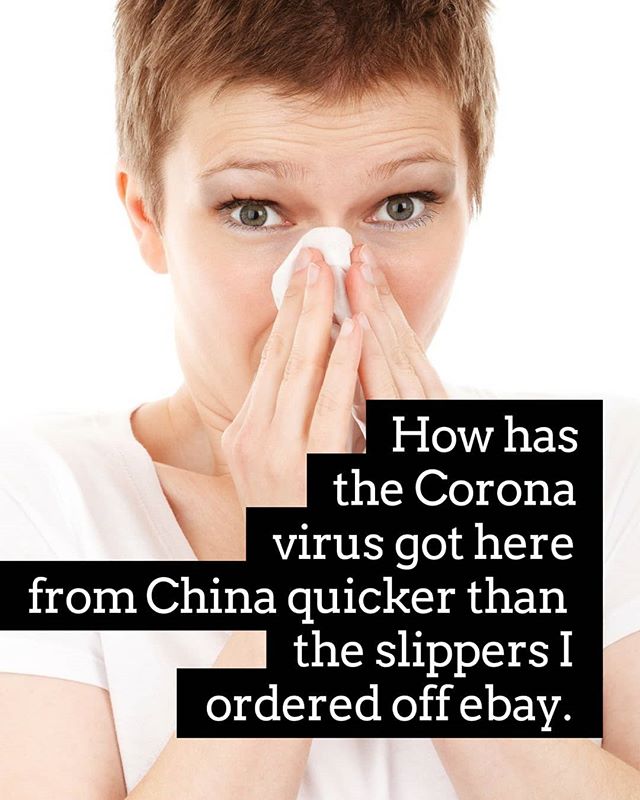 How has
the Corona
virus got here
from China quicker than
the slippers I
ordered off ebay.